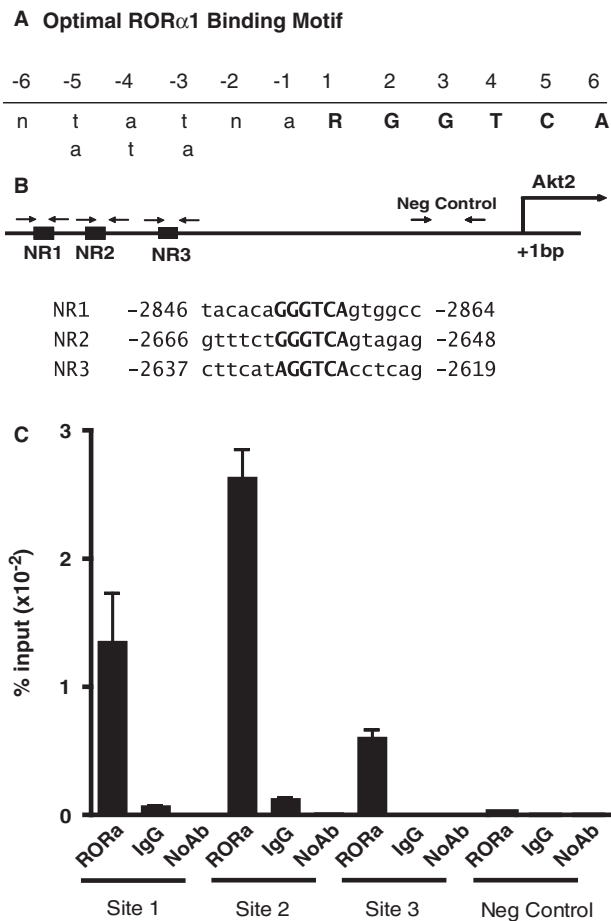 A Optimal RORα1 Binding Motif
-6 -5 -4 -3 -2 -1 1 2 3 4 5 6
n t a t n a R G G T C A
a t a
B
Neg Control
Akt2
NR1 NR2 NR3
+1bp
NR1 -2846 tacacaGGGTCAgtggcc -2864
NR2 -2666 gtttctGGGTCAgtagag -2648
NR3 -2637 cttcatAGGTCAcctcag -2619
C
% input (x10-2)
3
2
1
0
RORa IgG NoAb RORa IgG NoAb RORa IgG NoAb RORa IgG NoAb
Site 1 Site 2 Site 3 Neg Control